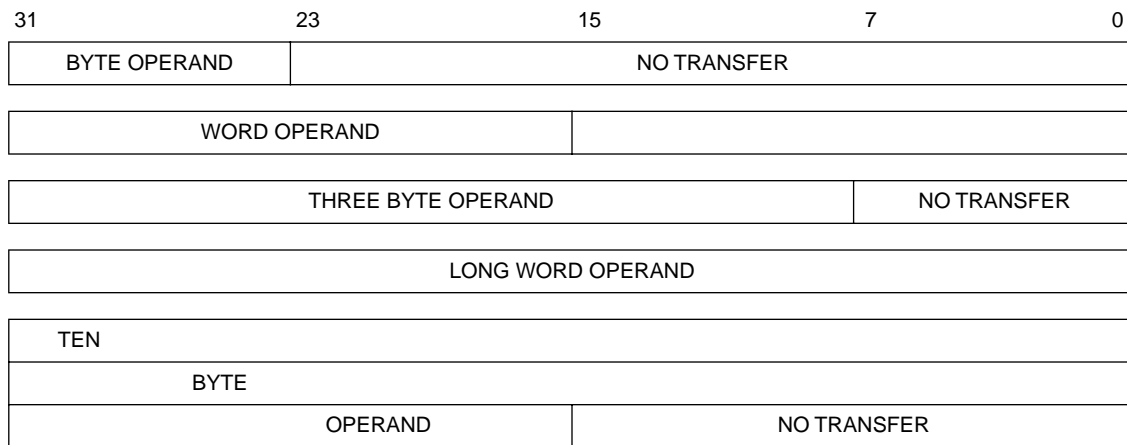 31 23 15 7 0
BYTE OPERAND NO TRANSFER
WORD OPERAND
THREE BYTE OPERAND NO TRANSFER
LONG WORD OPERAND
TEN
BYTE
OPERAND NO TRANSFER